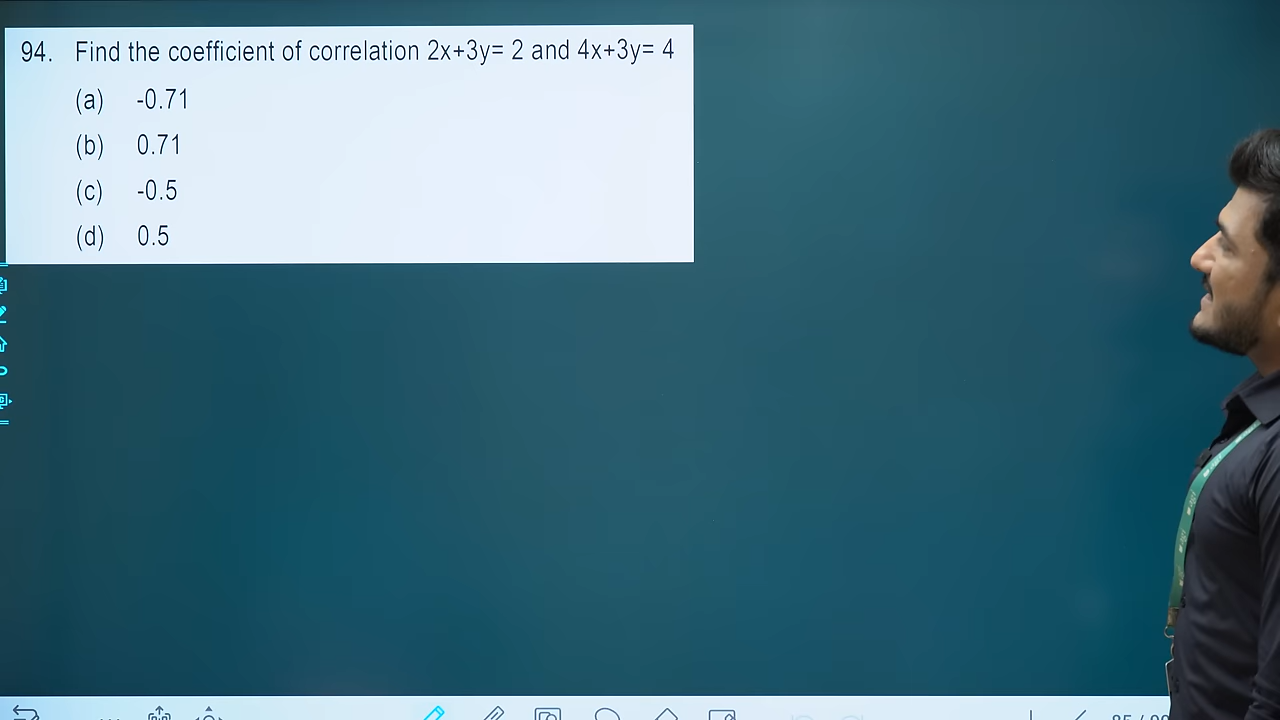 94. Find the coefficient of correlation 2x+3y= 2 and 4x+3y= 4
(a) -0.71
(b) 0.71
(c) -0.5
(d) 0.5